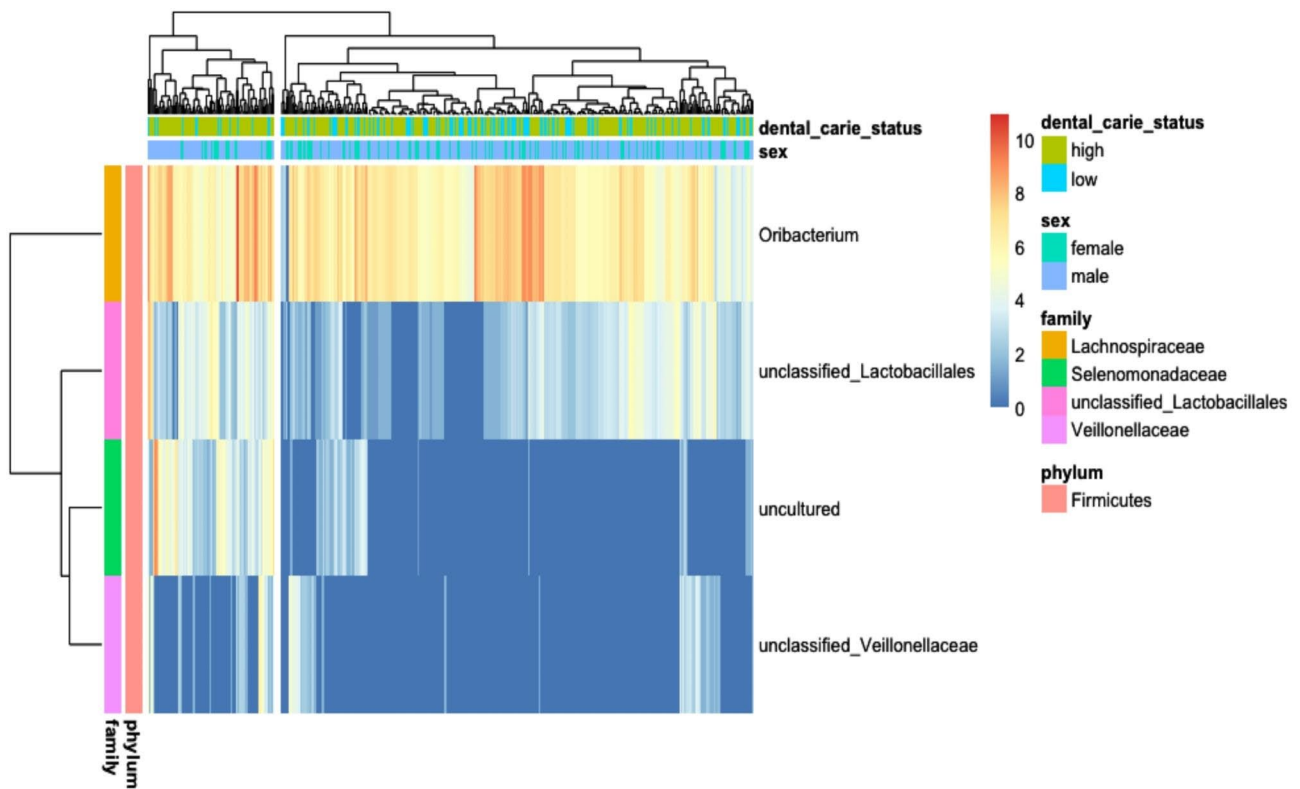 dental_carie_status
sex
Oribacterium
unclassified_Lactobacillales
uncultured
unclassified_Veillonellaceae
family
phylum
10
8
6
4
2
0
dental_carie_status
high
low
sex
female
male
family
Lachnospiraceae
Selenomonadaceae
unclassified_Lactobacillales
Veillonellaceae
phylum
Firmicutes